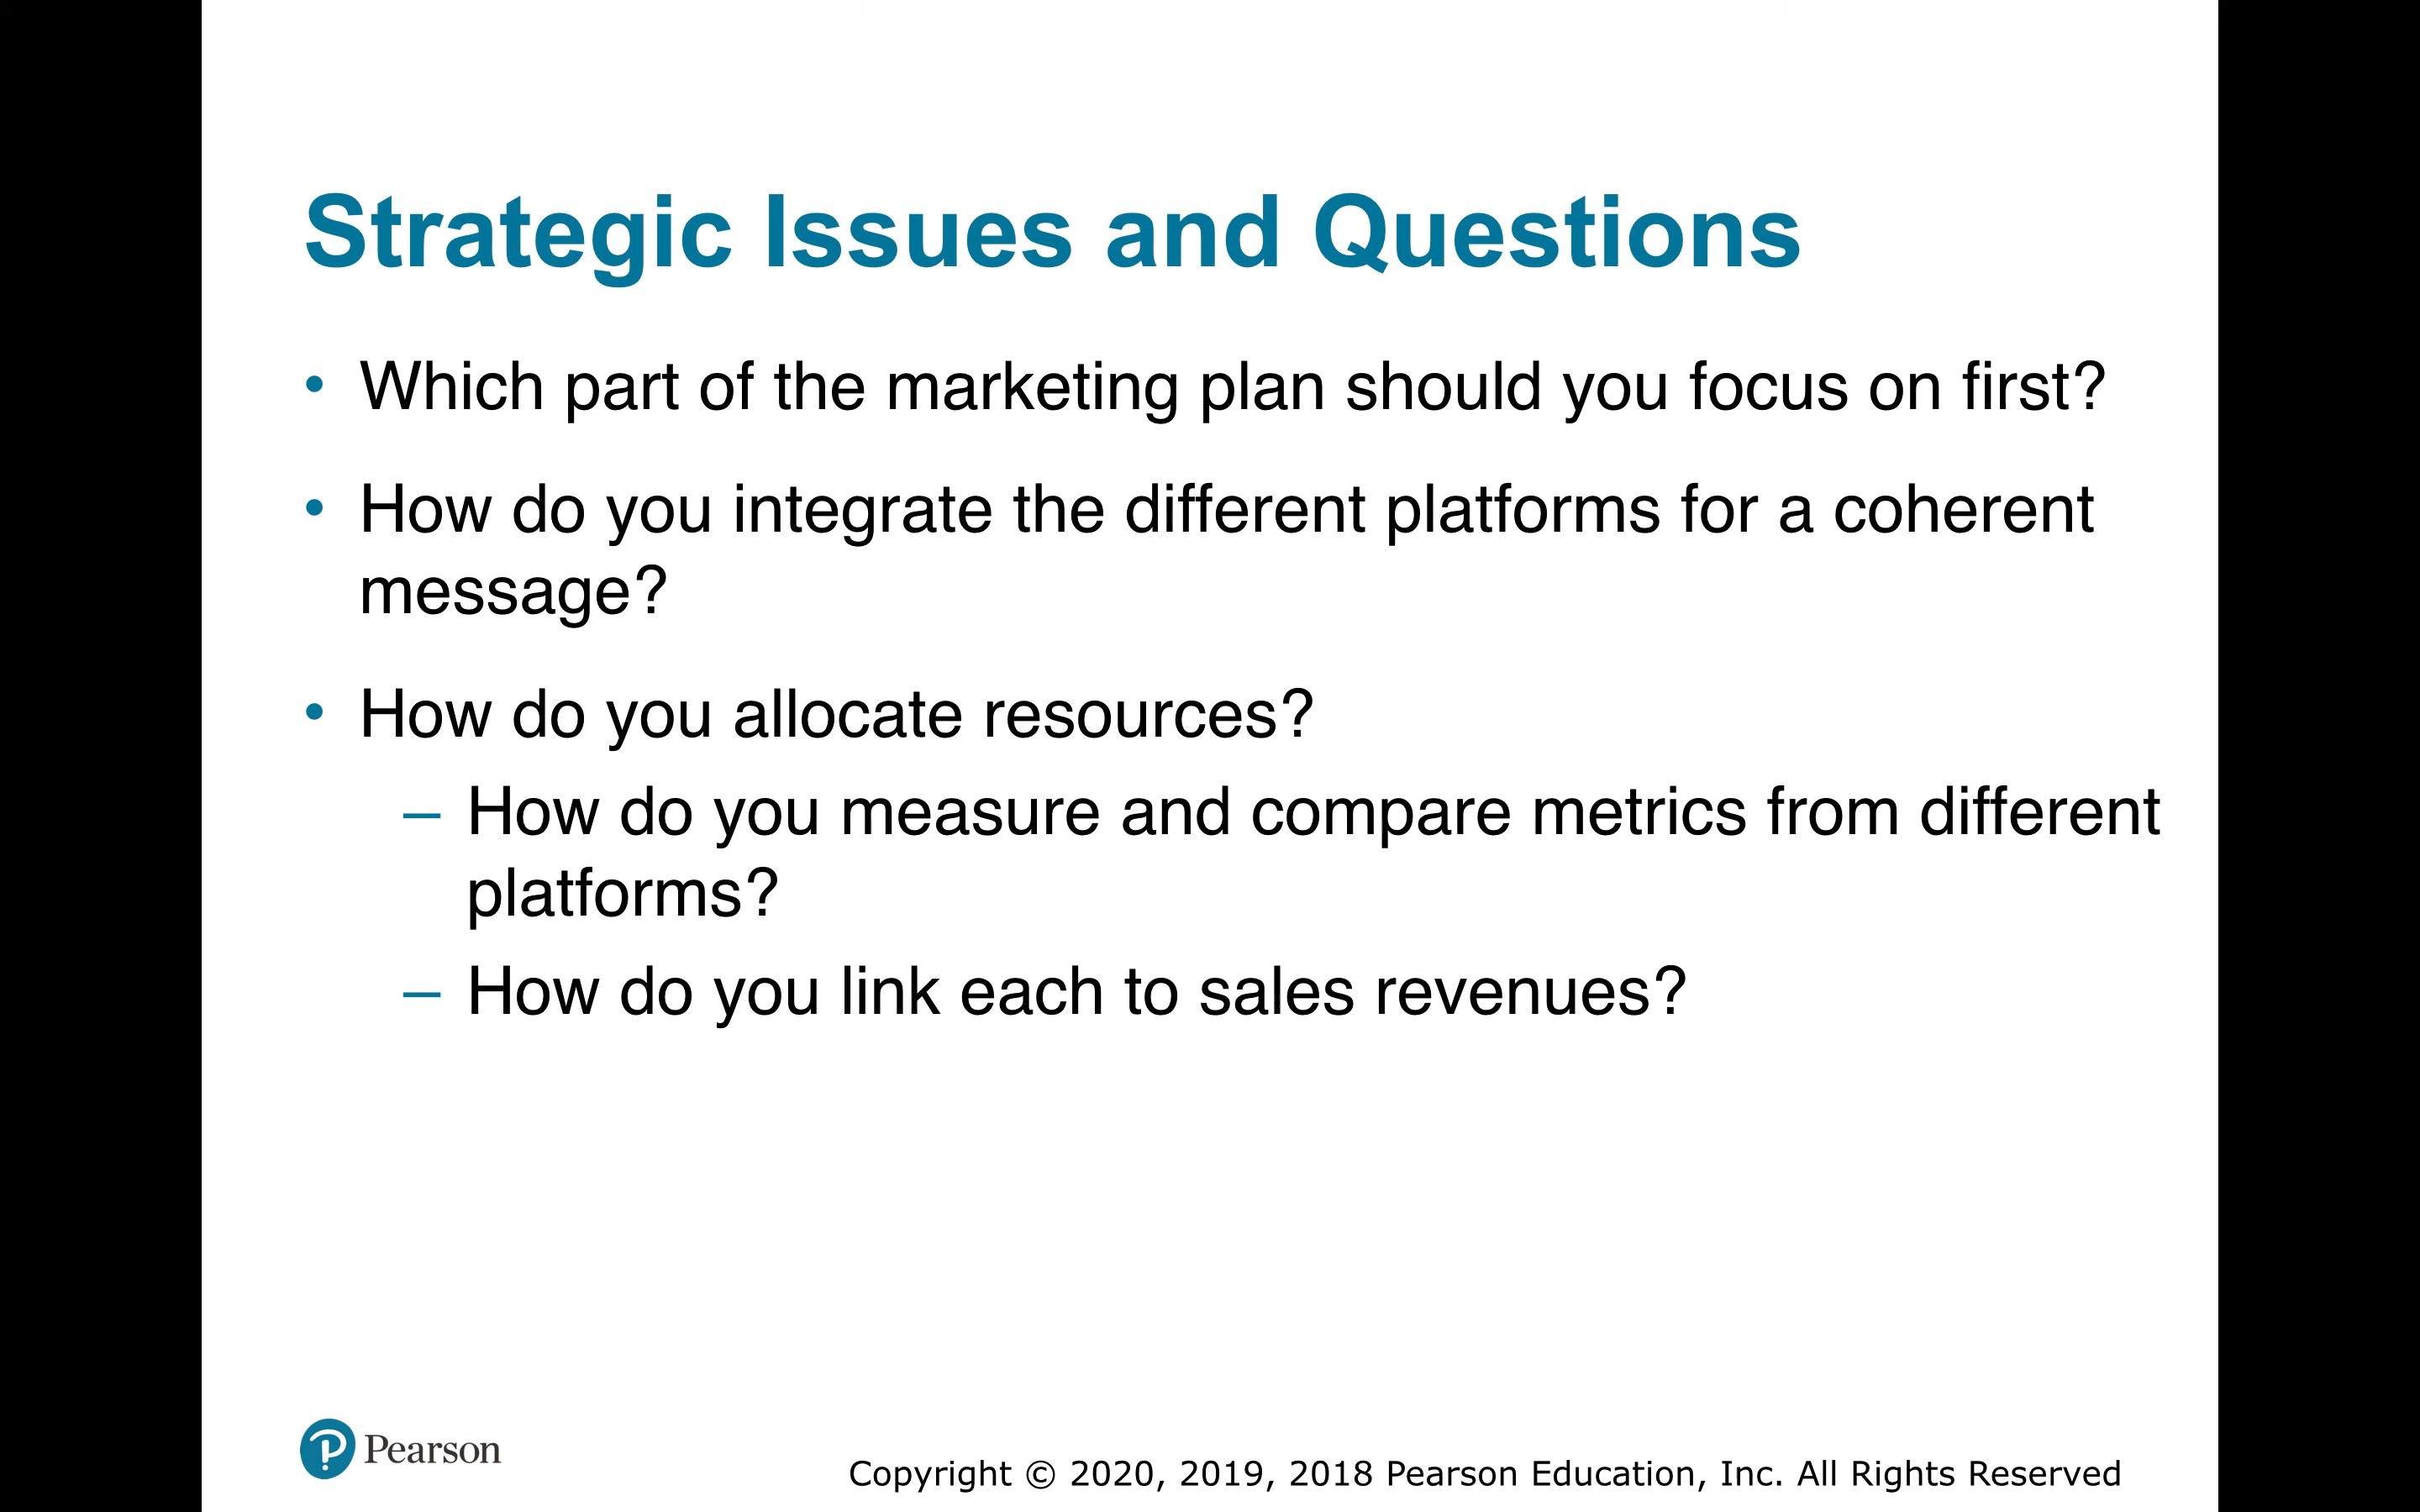 Strategic Issues and Questions
• Which part of the marketing plan should you focus on first?
• How do you integrate the different platforms for a coherent
message?
• How do you allocate resources?
– How do you measure and compare metrics from different
platforms?
– How do you link each to sales revenues?
Pearson
Copyright © 2020, 2019, 2018 Pearson Education, Inc. All Rights Reserved